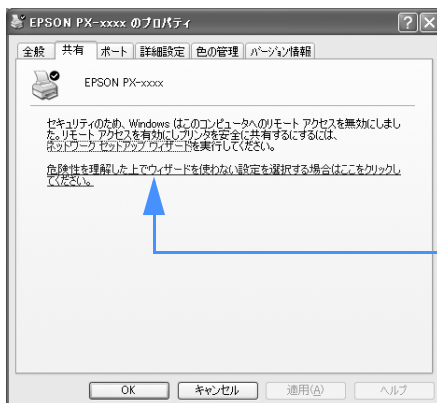 EPSON PX-xxxx のプロパティ
全般 共有 ポート 詳細設定 色の管理 バージョン情報
EPSON PX-xxxx
セキュリティのため、Windows はこのコンピュータへのリモート アクセスを無効にしまし
た。リモート アクセスを有効にしプリンタを安全に共有するにするには、
ネットワーク セットアップ ウィザードを実行してください。
危険性を理解した上でウィザードを使わない設定を選択する場合はここをクリックし
てください。
OK キャンセル 適用(A) ヘルプ